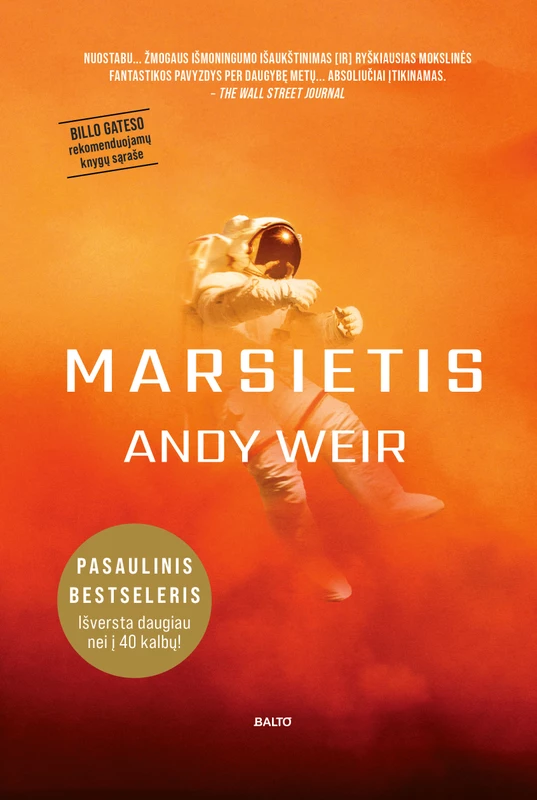 NUOSTABU... ŽMOGAUS IŠMONINGUMO IŠAUKŠTINIMAS [IR] RYŠKIAUSIAS MOKSLINĖS
FANTASTIKOS PAVYZDYS PER DAUGYBĘ METŲ... ABSOLIUČIAI ĮTIKINAMAS.
– THE WALL STREET JOURNAL
BILLO GATESO
rekomenduojamų
knygų sąraše
MARSIETIS
ANDY WEIR
PASAULINIS
BESTSELERIS
Išversta daugiau
nei į 40 kalbų!
BALTO